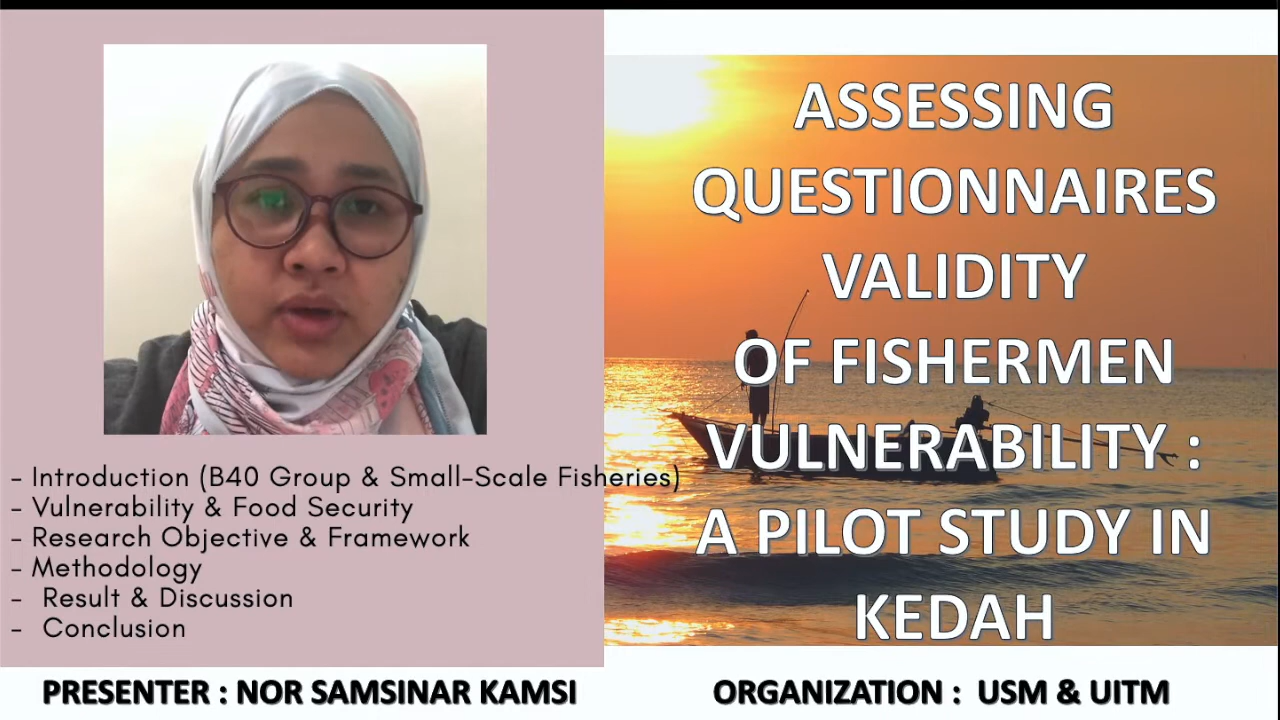 - Introduction (B40 Group & Small-Scale Fisheries)
- Vulnerability & Food Security
- Research Objective & Framework
- Methodology
- Result & Discussion
- Conclusion
PRESENTER : NOR SAMSINAR KAMSI
ASSESSING
QUESTIONNAIRES
VALIDITY
OF FISHERMEN
VULNERABILITY :
A PILOT STUDY IN
KEDAH
ORGANIZATION : USM & UITM